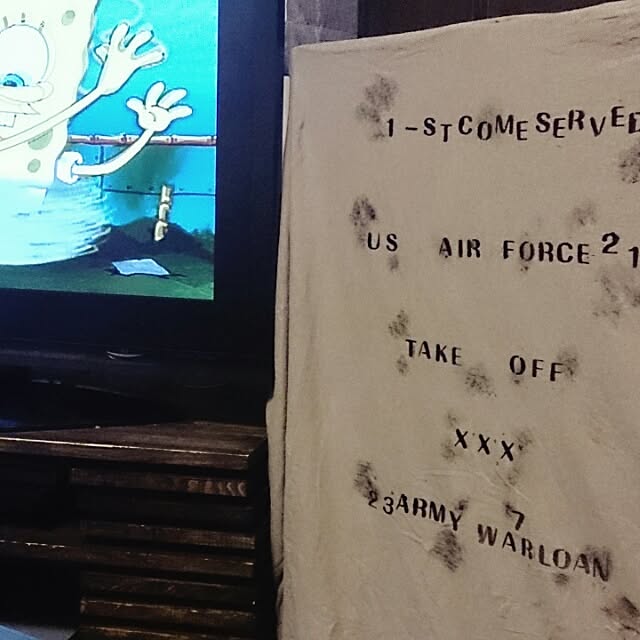 1-ST COME SERVED
US AIR FORCE 21
TAKE OFF
XXX
23ARMY 7 WARLOAN